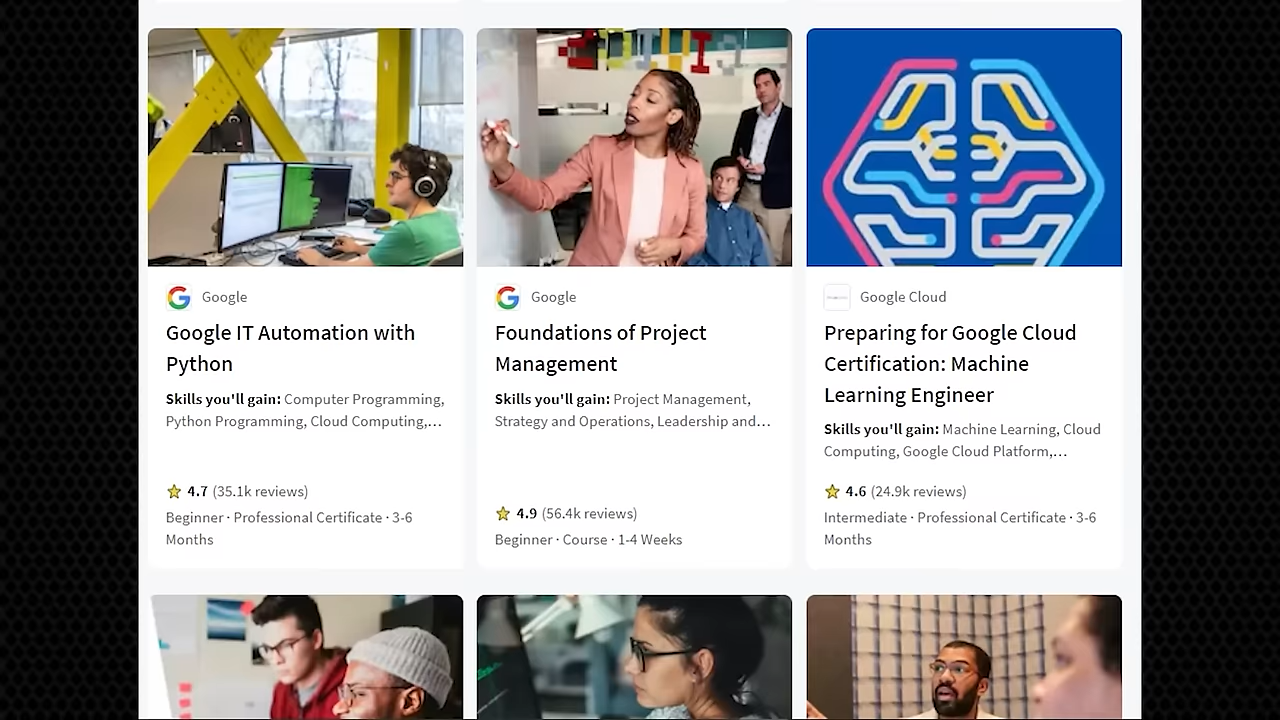 Google
Google IT Automation with
Python
Skills you'll gain: Computer Programming,
Python Programming, Cloud Computing,...
4.7 (35.1k reviews)
Beginner · Professional Certificate · 3-6
Months
Google
Foundations of Project
Management
Skills you'll gain: Project Management,
Strategy and Operations, Leadership and...
4.9 (56.4k reviews)
Beginner · Course · 1-4 Weeks
Google Cloud
Preparing for Google Cloud
Certification: Machine
Learning Engineer
Skills you'll gain: Machine Learning, Cloud
Computing, Google Cloud Platform,...
4.6 (24.9k reviews)
Intermediate · Professional Certificate · 3-6
Months